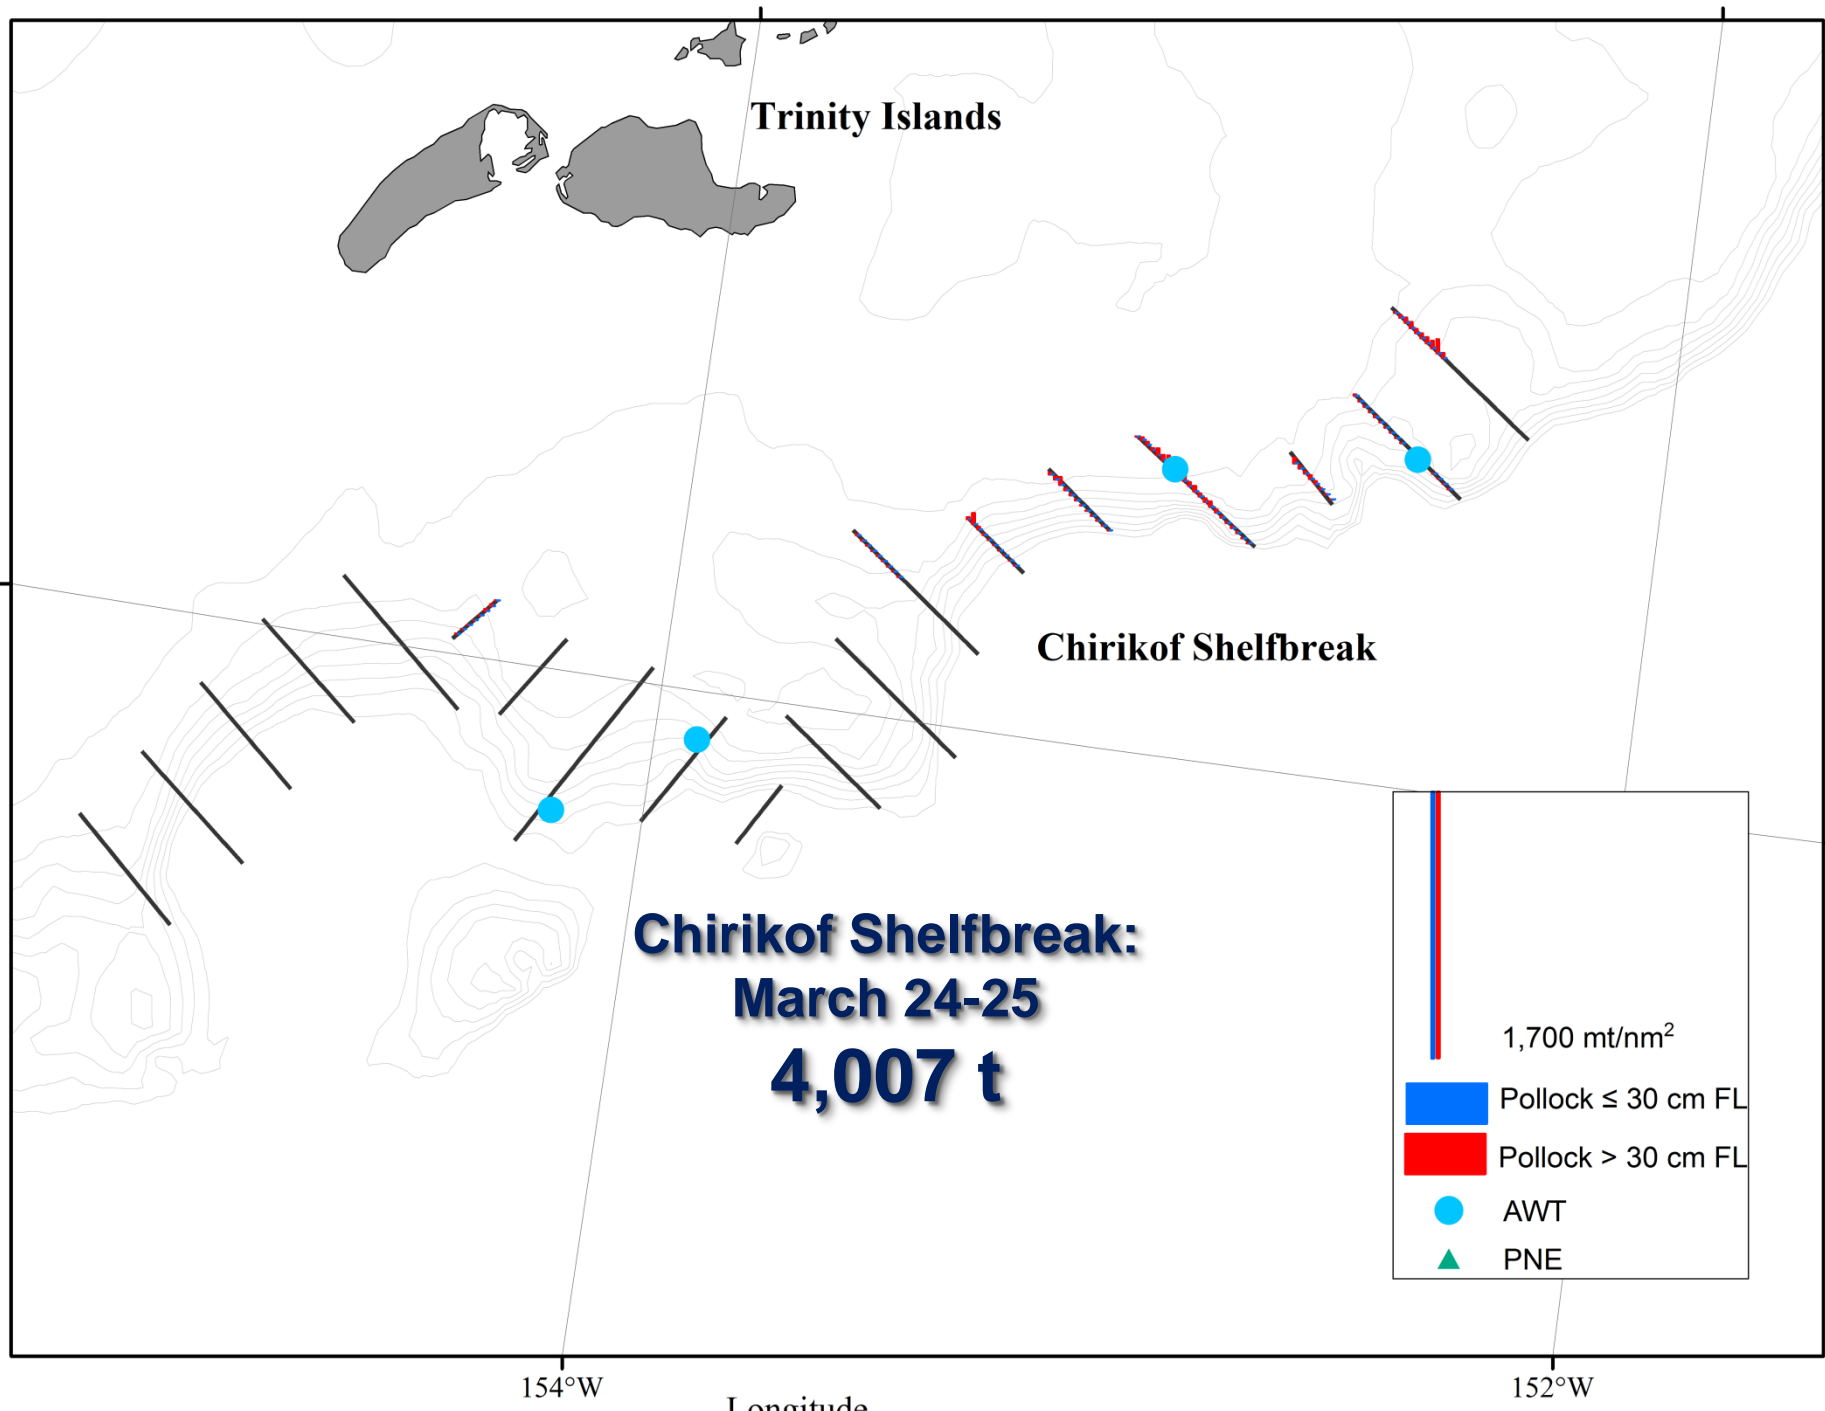 Trinity Islands
Chirikof Shelfbreak
Chirikof Shelfbreak:
March 24-25
4,007 t
1,700 mt/nm²
Pollock ≤ 30 cm FL
Pollock > 30 cm FL
AWT
PNE
154°W
152°W
Longitude